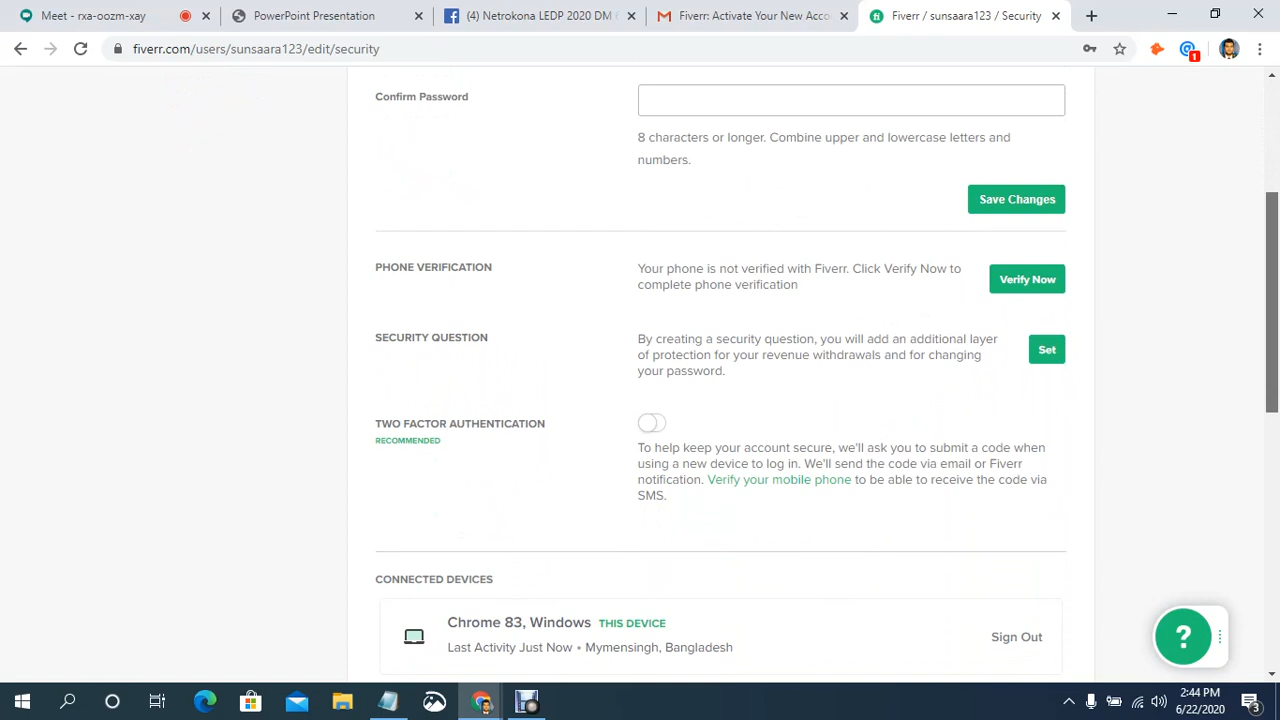 Meet - rxa-oozm-xay
PowerPoint Presentation
(4) Netrokona LEDP 2020 DM F
Fiverr: Activate Your New Acco
Fiverr / sunsaara123 / Security
fiverr.com/users/sunsaara123/edit/security
1
Confirm Password
8 characters or longer. Combine upper and lowercase letters and
numbers.
Save Changes
PHONE VERIFICATION
Your phone is not verified with Fiverr. Click Verify Now to
complete phone verification
Verify Now
SECURITY QUESTION
By creating a security question, you will add an additional layer
of protection for your revenue withdrawals and for changing
your password.
Set
TWO FACTOR AUTHENTICATION
RECOMMENDED
To help keep your account secure, we'll ask you to submit a code when
using a new device to log in. We'll send the code via email or Fiverr
notification. Verify your mobile phone to be able to receive the code via
SMS.
CONNECTED DEVICES
Chrome 83, Windows THIS DEVICE
Last Activity Just Now • Mymensingh, Bangladesh
Sign Out
?
2:44 PM
6/22/2020
3